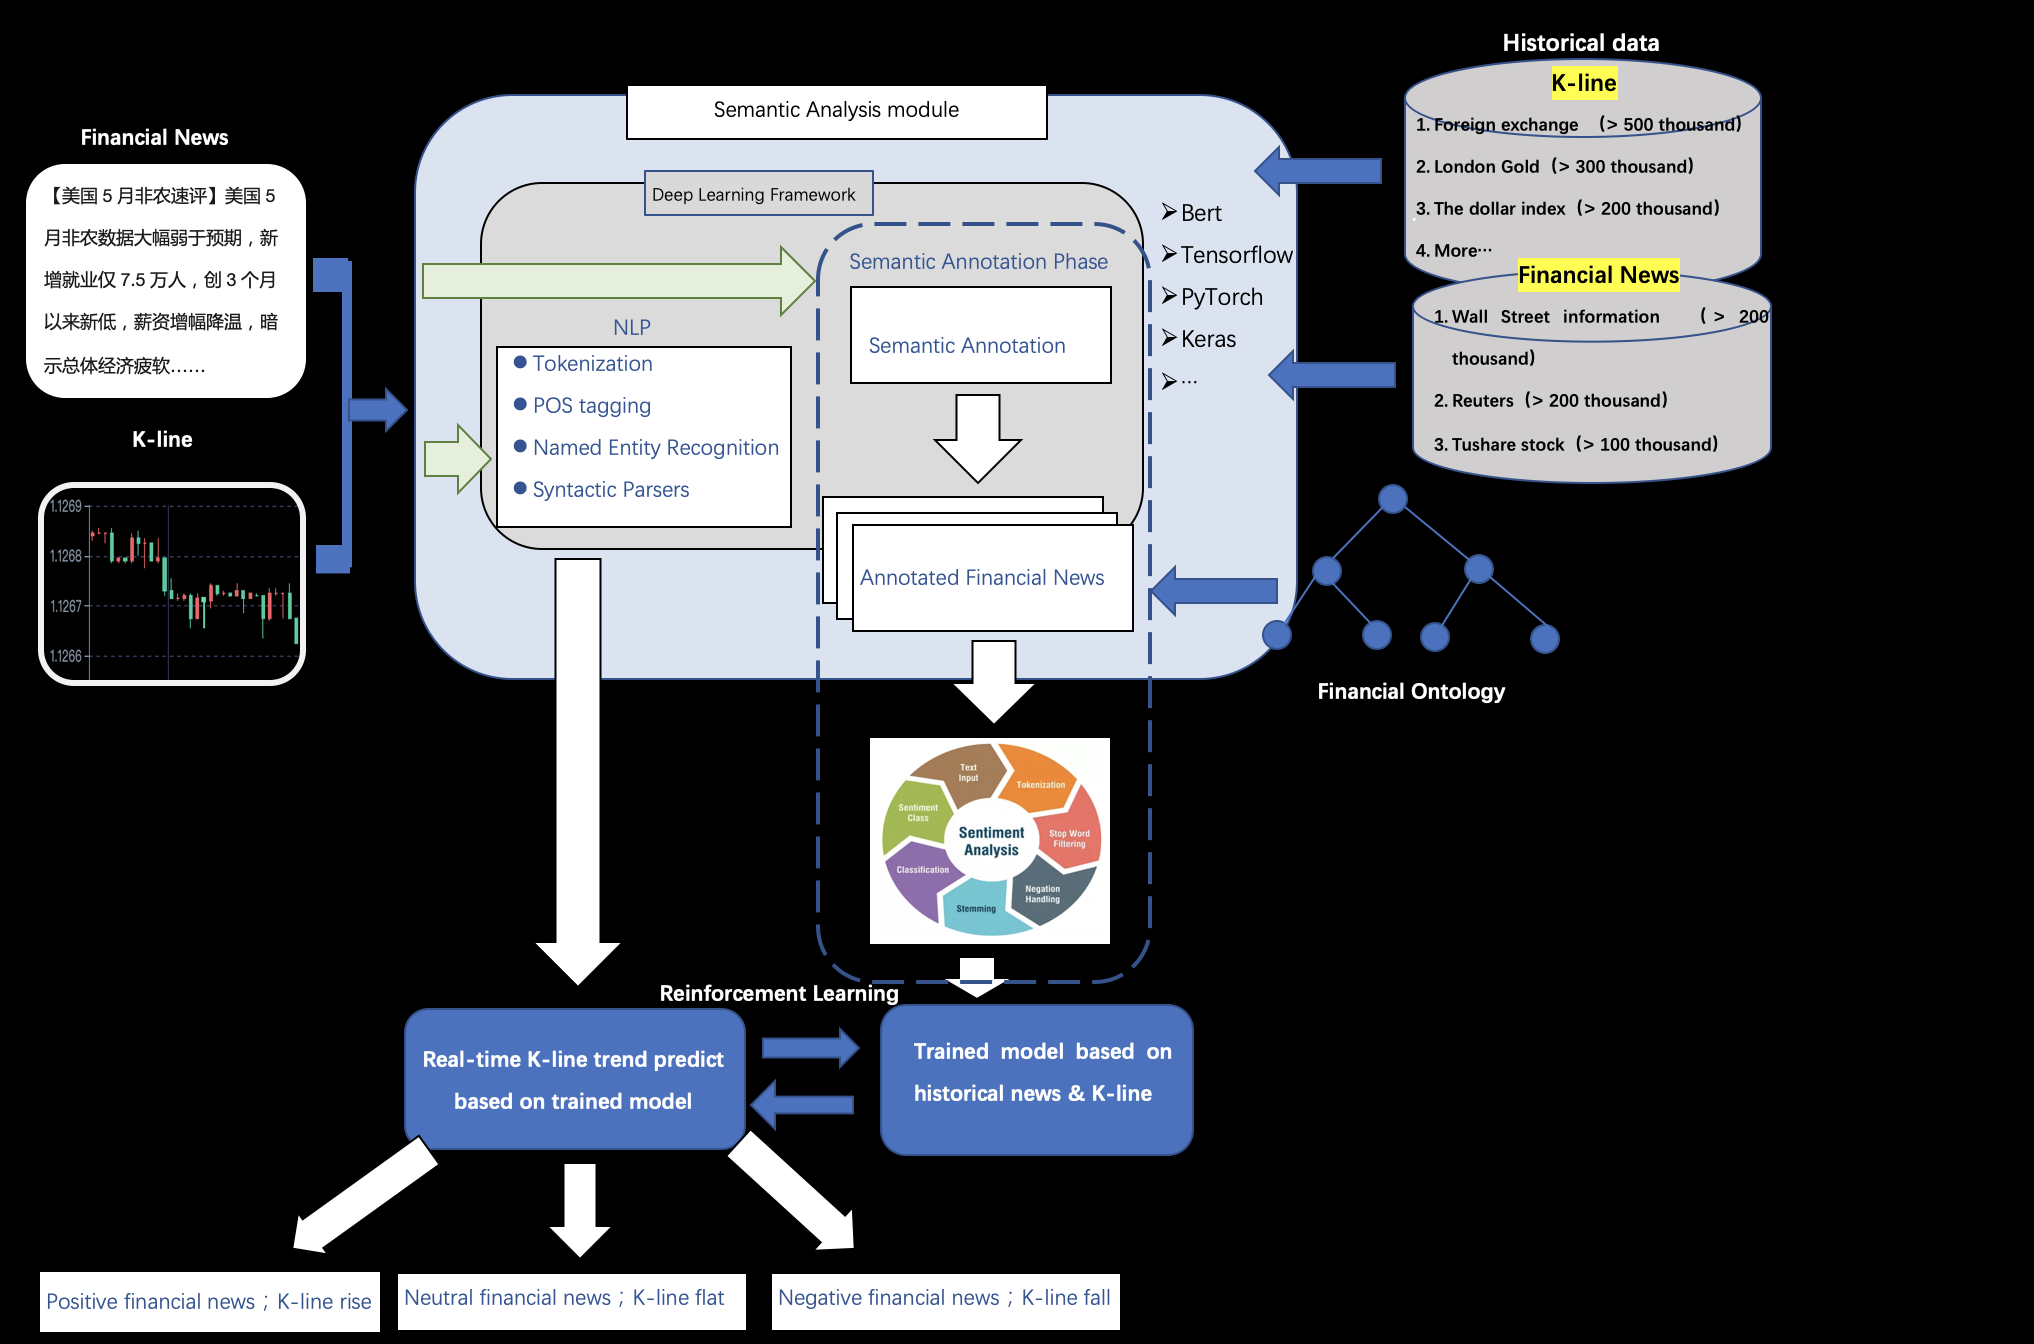 Historical data
K-line
1. Foreign exchange （> 500 thousand）
2. London Gold（> 300 thousand）
3. The dollar index（> 200 thousand）
4. More…
Financial News
1. Wall Street information （> 200
thousand）
2. Reuters（> 200 thousand）
3. Tushare stock（> 100 thousand）
Semantic Analysis module
Financial News
【美国 5 月非农速评】美国 5
月非农数据大幅弱于预期，新
增就业仅 7.5 万人，创 3 个月
以来新低，薪资增幅降温，暗
示总体经济疲软……
K-line
1.1269
1.1268
1.1267
1.1266
Deep Learning Framework
NLP
Tokenization
POS tagging
Named Entity Recognition
Syntactic Parsers
Semantic Annotation Phase
Semantic Annotation
Annotated Financial News
Bert
Tensorflow
PyTorch
Keras
…
Financial Ontology
Text
Input
Tokenization
Stop Word
Filtering
Negation
Handling
Stemming
Classification
Sentiment
Class
Sentiment
Analysis
Reinforcement Learning
Real-time K-line trend predict
based on trained model
Trained model based on
historical news & K-line
Positive financial news；K-line rise
Neutral financial news；K-line flat
Negative financial news；K-line fall